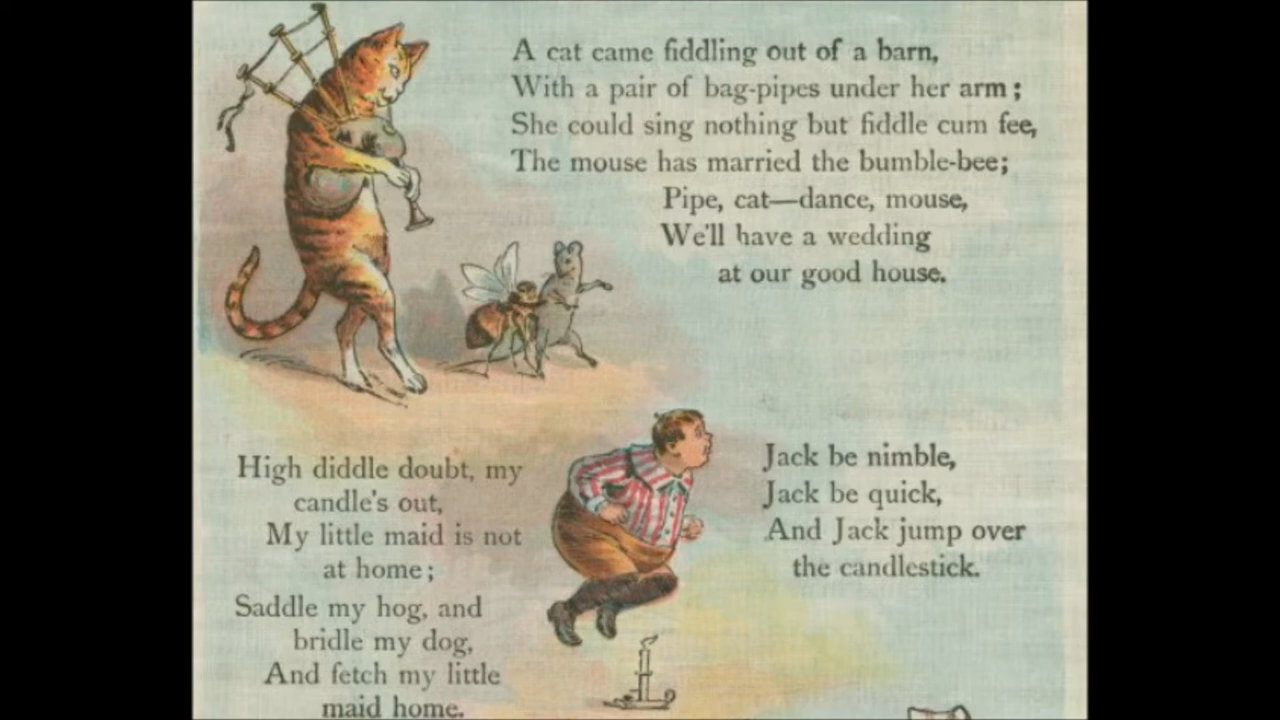 A cat came fiddling out of a barn,
With a pair of bag-pipes under her arm;
She could sing nothing but fiddle cum fee,
The mouse has married the bumble-bee;
Pipe, cat—dance, mouse,
We'll have a wedding
at our good house.
High diddle doubt, my
candle's out,
My little maid is not
at home;
Saddle my hog, and
bridle my dog,
And fetch my little
maid home.
Jack be nimble,
Jack be quick,
And Jack jump over
the candlestick.